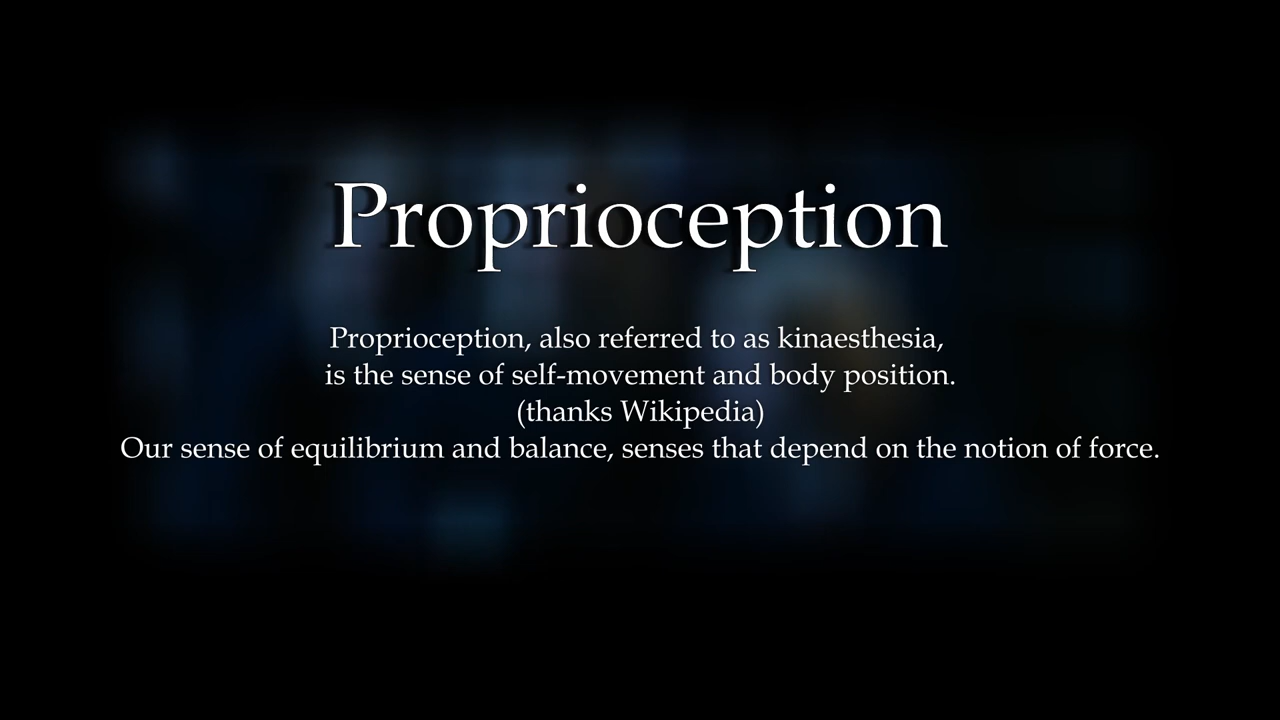 Proprioception
Proprioception, also referred to as kinaesthesia,
is the sense of self-movement and body position.
(thanks Wikipedia)
Our sense of equilibrium and balance, senses that depend on the notion of force.